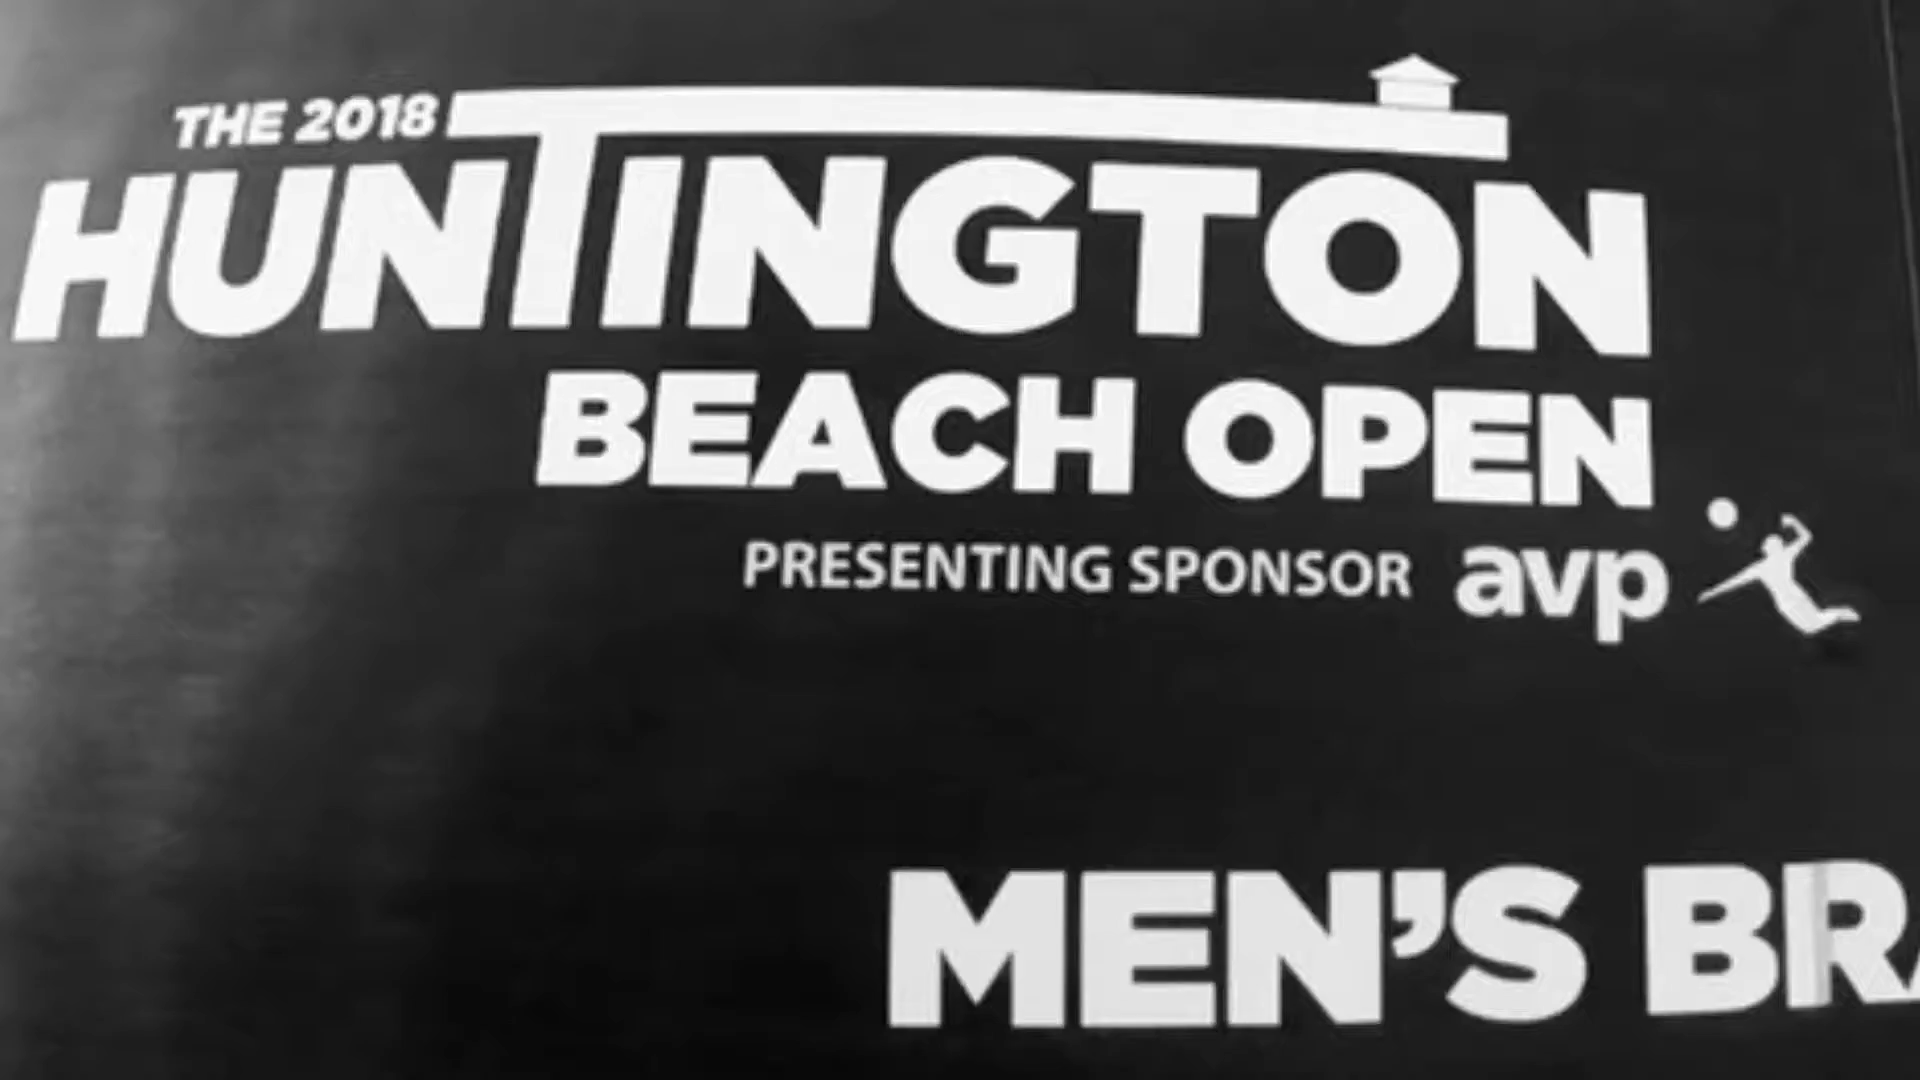 THE 2018
HUNTINGTON
BEACH OPEN
PRESENTING SPONSOR avp
MEN'S